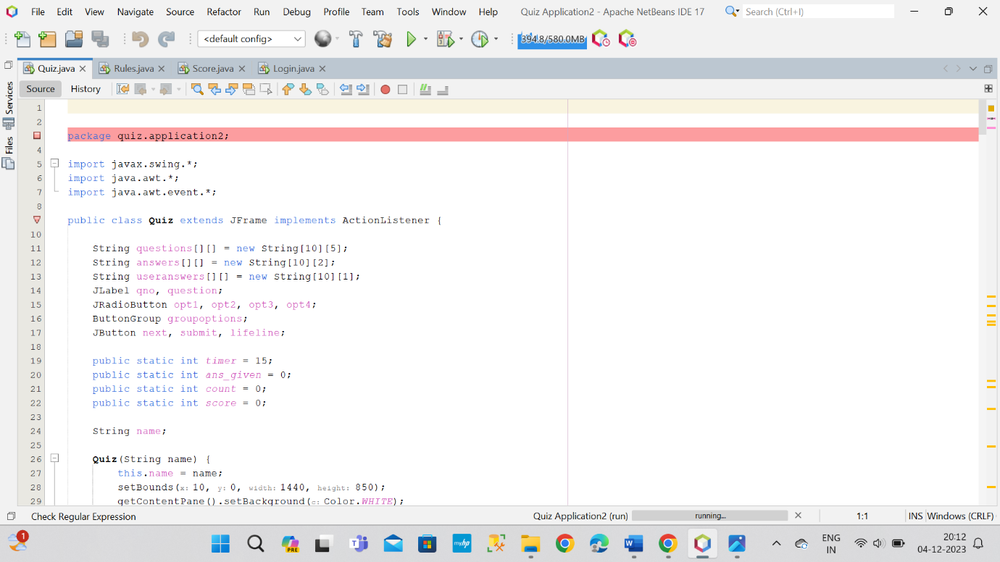 File Edit View Navigate Source Refactor Run Debug Profile Team Tools Window Help Quiz Application2 - Apache NetBeans IDE 17 Search (Ctrl+I)
<default config> 394.8/580.0MB
Quiz.java Rules.java Score.java Login.java
Source History
Services
Files
1
2
package quiz.application2;
4
5 import javax.swing.*;
6 import java.awt.*;
7 import java.awt.event.*;
8
public class Quiz extends JFrame implements ActionListener {
10
11 String questions[][] = new String[10][5];
12 String answers[][] = new String[10][2];
13 String useranswers[][] = new String[10][1];
14 JLabel qno, question;
15 JRadioButton opt1, opt2, opt3, opt4;
16 ButtonGroup groupoptions;
17 JButton next, submit, lifeline;
18
19 public static int timer = 15;
20 public static int ans_given = 0;
21 public static int count = 0;
22 public static int score = 0;
23
24 String name;
25
26 Quiz(String name) {
27 this.name = name;
28 setBounds(x: 10, y: 0, width: 1440, height: 850);
29 getContentPane().setBackground(c: Color.WHITE);
Check Regular Expression Quiz Application2 (run) running... 1:1 INS Windows (CRLF)
1 PRE myhp ENG IN 20:12
04-12-2023